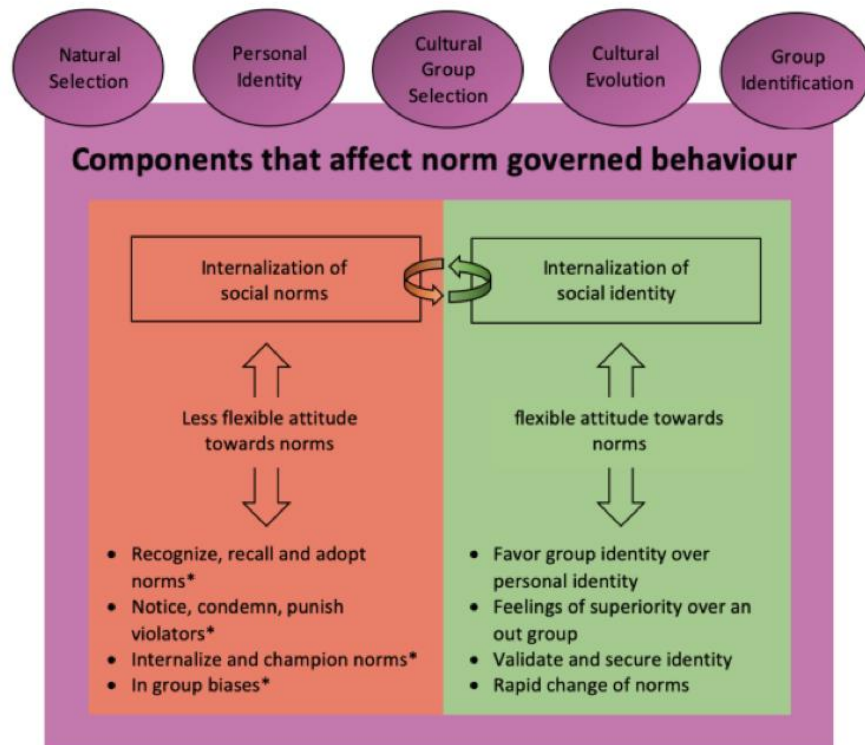 Natural
Selection
Personal
Identity
Cultural
Group
Selection
Cultural
Evolution
Group
Identification
Components that affect norm governed behaviour
Internalization of
social norms
Internalization of
social identity
Less flexible attitude
towards norms
flexible attitude towards
norms
• Recognize, recall and adopt
norms*
• Notice, condemn, punish
violators*
• Internalize and champion norms*
• In group biases*
• Favor group identity over
personal identity
• Feelings of superiority over an
out group
• Validate and secure identity
• Rapid change of norms